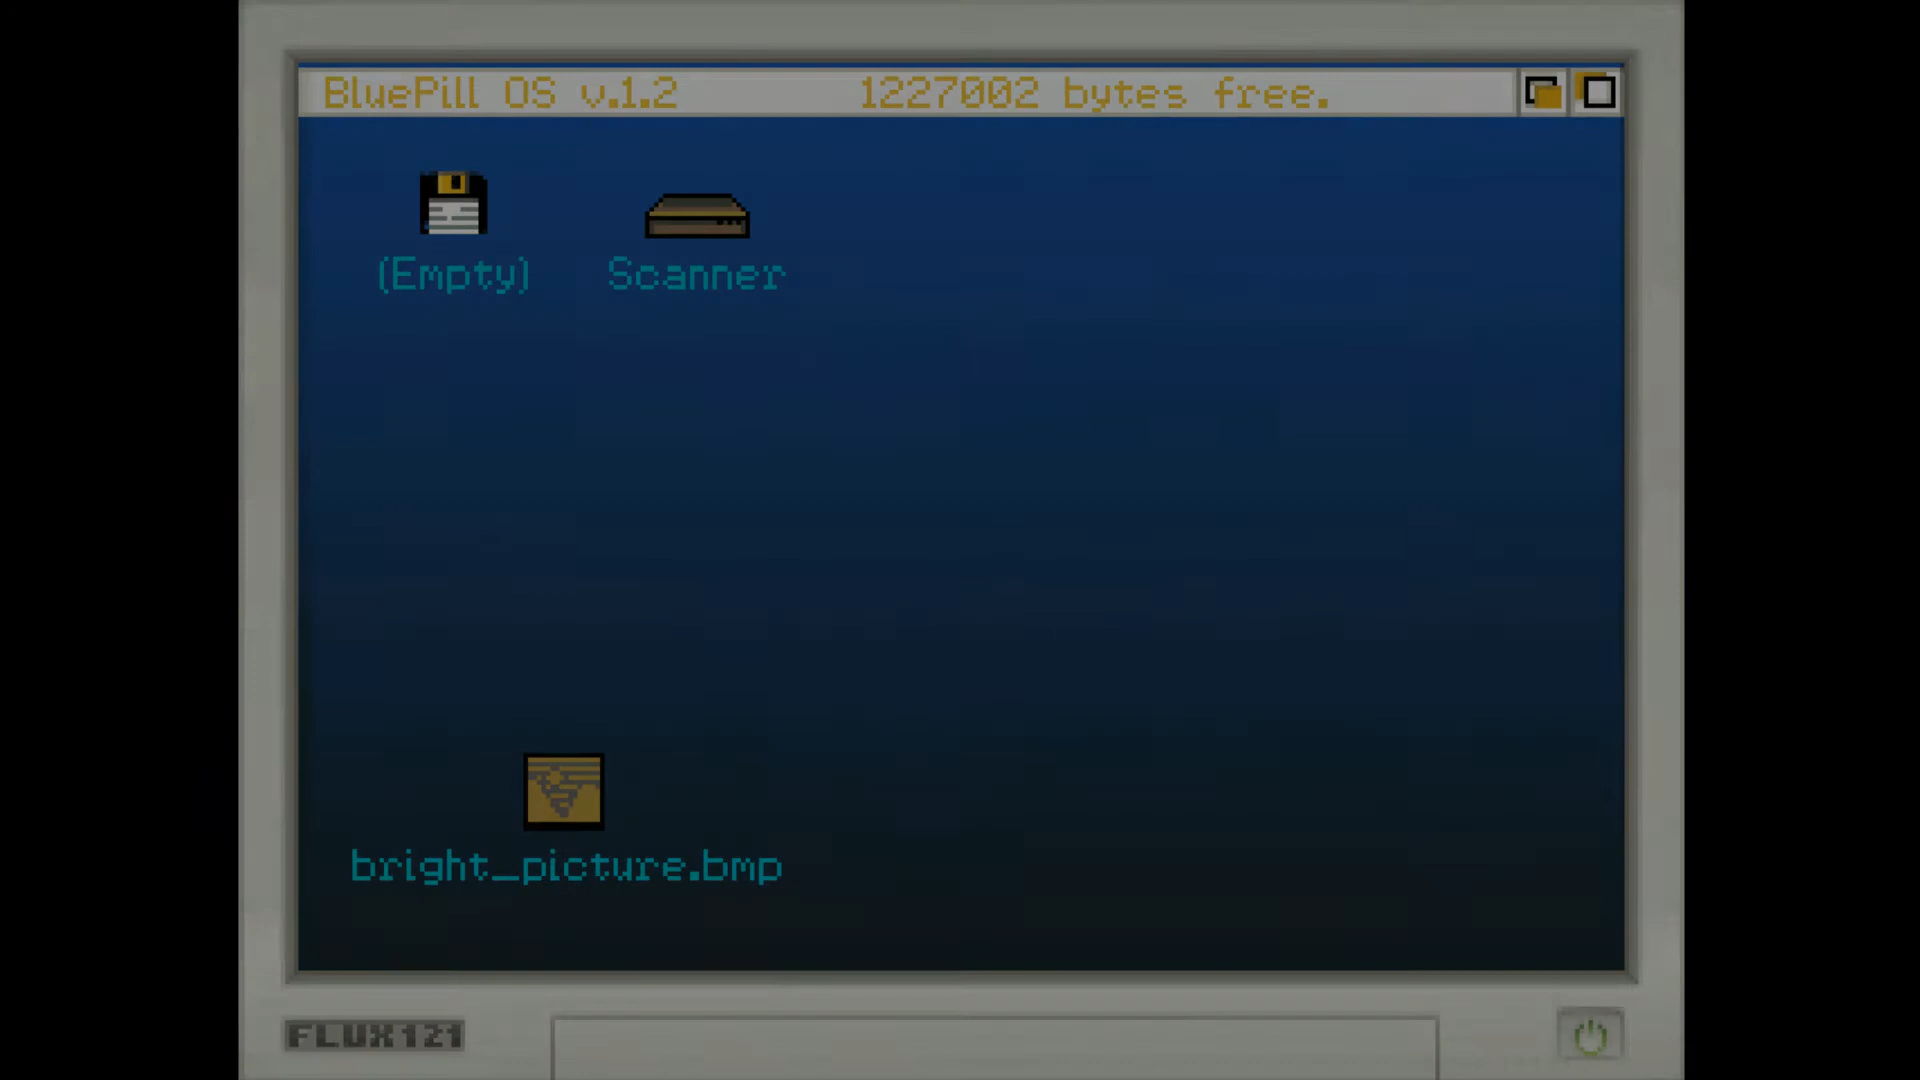 BluePill OS v.1.2 1227002 bytes free.
(Empty) Scanner
bright_picture.bmp
FLUX121